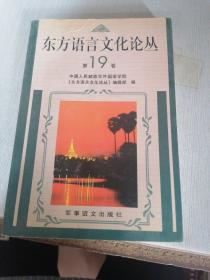 东方语言文化论丛
第19卷
中国人民解放军外国语学院
《东方语言文化论丛》编辑部 编
军事谊文出版社